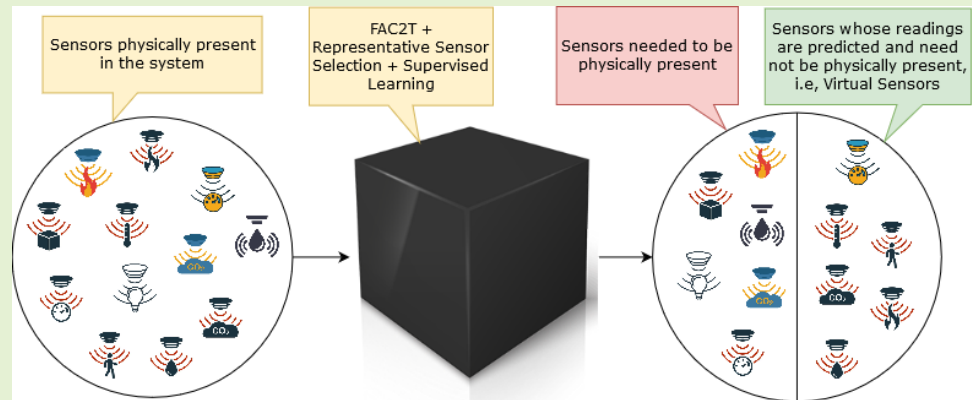 Sensors physically present
in the system
FAC2T +
Representative Sensor
Selection + Supervised
Learning
Sensors needed to be
physically present
Sensors whose readings
are predicted and need
not be physically present,
i.e, Virtual Sensors
CO₂
CO₂
CO₂
CO₂